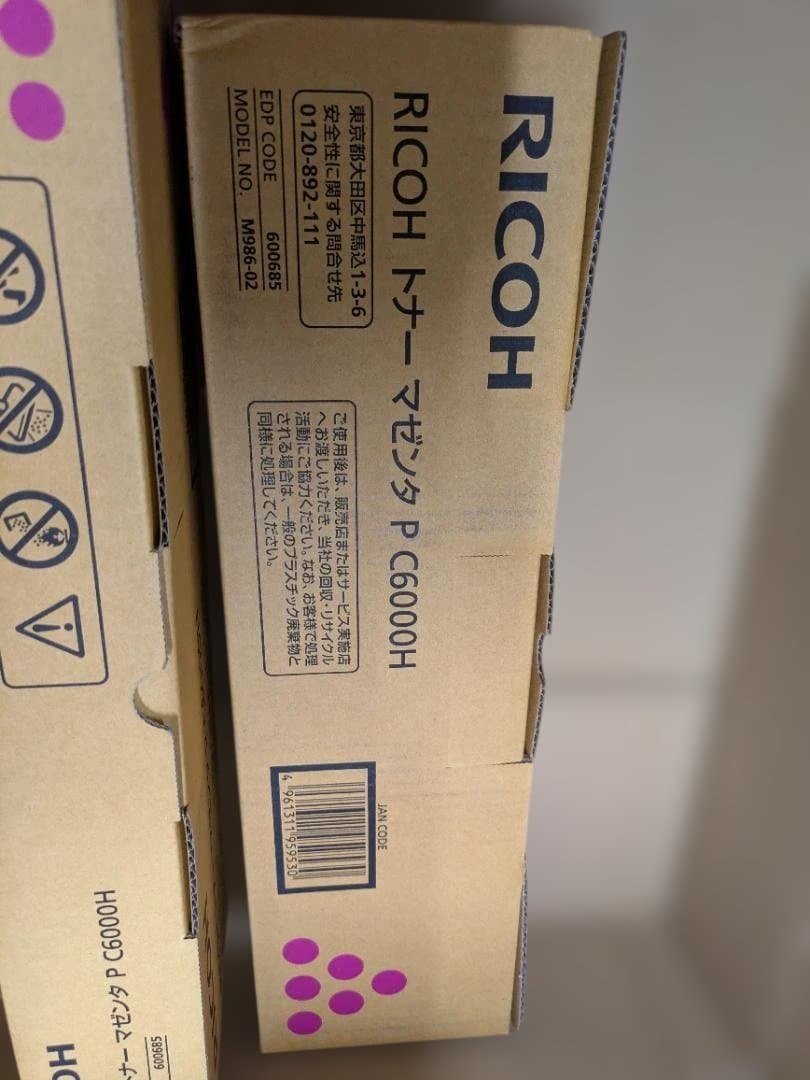 RICOH
RICOH トナー マゼンタ P C6000H
東京都大田区中馬込1-3-6
安全性に関する問合せ先
0120-892-111
EDP CODE 600685
MODEL NO. M986-02
ご使用後は、販売店またはサービス実施店
へお渡しいただき、当社の回収・リサイクル
活動にご協力ください。なお、お客様で処理
される場合は、一般のプラスチック廃棄物と
同様に処理してください。
JAN CODE
4 961311 959530
トナー マゼンタ P C6000H
600685
OH